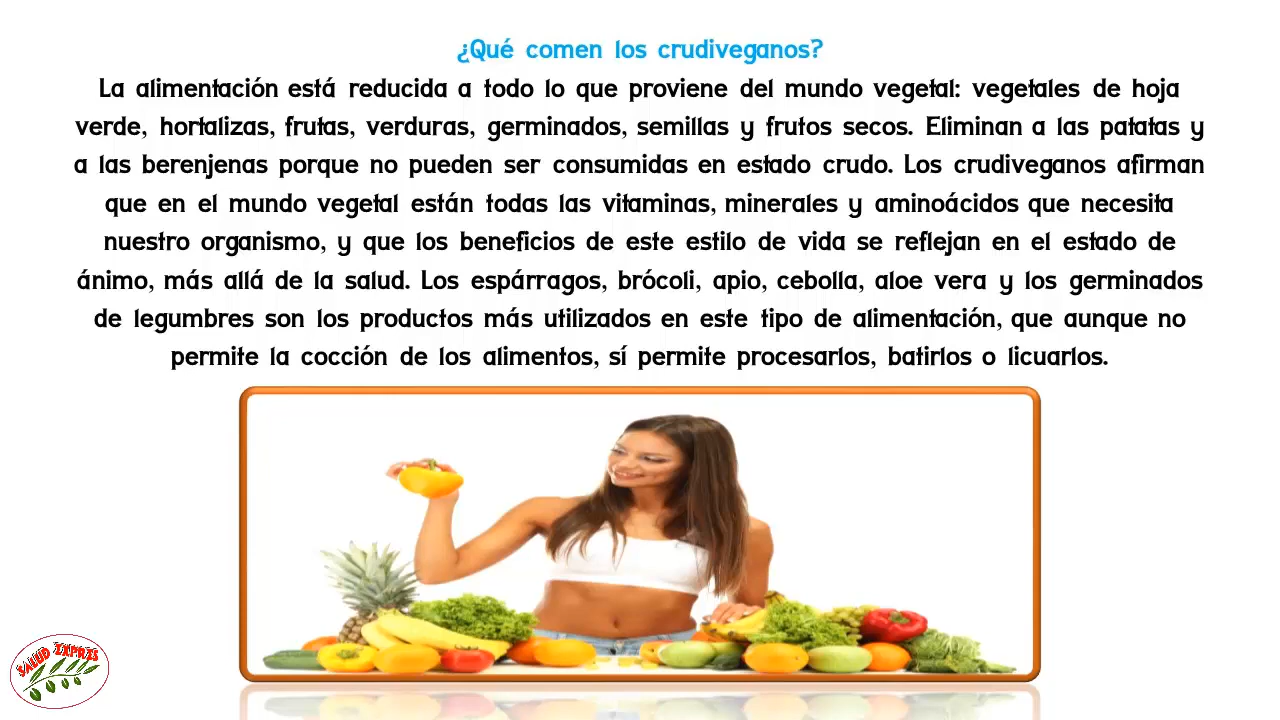 ¿Qué comen los crudiveganos?
La alimentación está reducida a todo lo que proviene del mundo vegetal: vegetales de hoja
verde, hortalizas, frutas, verduras, germinados, semillas y frutos secos. Eliminan a las patatas y
a las berenjenas porque no pueden ser consumidas en estado crudo. Los crudiveganos afirman
que en el mundo vegetal están todas las vitaminas, minerales y aminoácidos que necesita
nuestro organismo, y que los beneficios de este estilo de vida se reflejan en el estado de
ánimo, más allá de la salud. Los espárragos, brócoli, apio, cebolla, aloe vera y los germinados
de legumbres son los productos más utilizados en este tipo de alimentación, que aunque no
permite la cocción de los alimentos, sí permite procesarlos, batirlos o licuarlos.
SALUD EXPRÉS